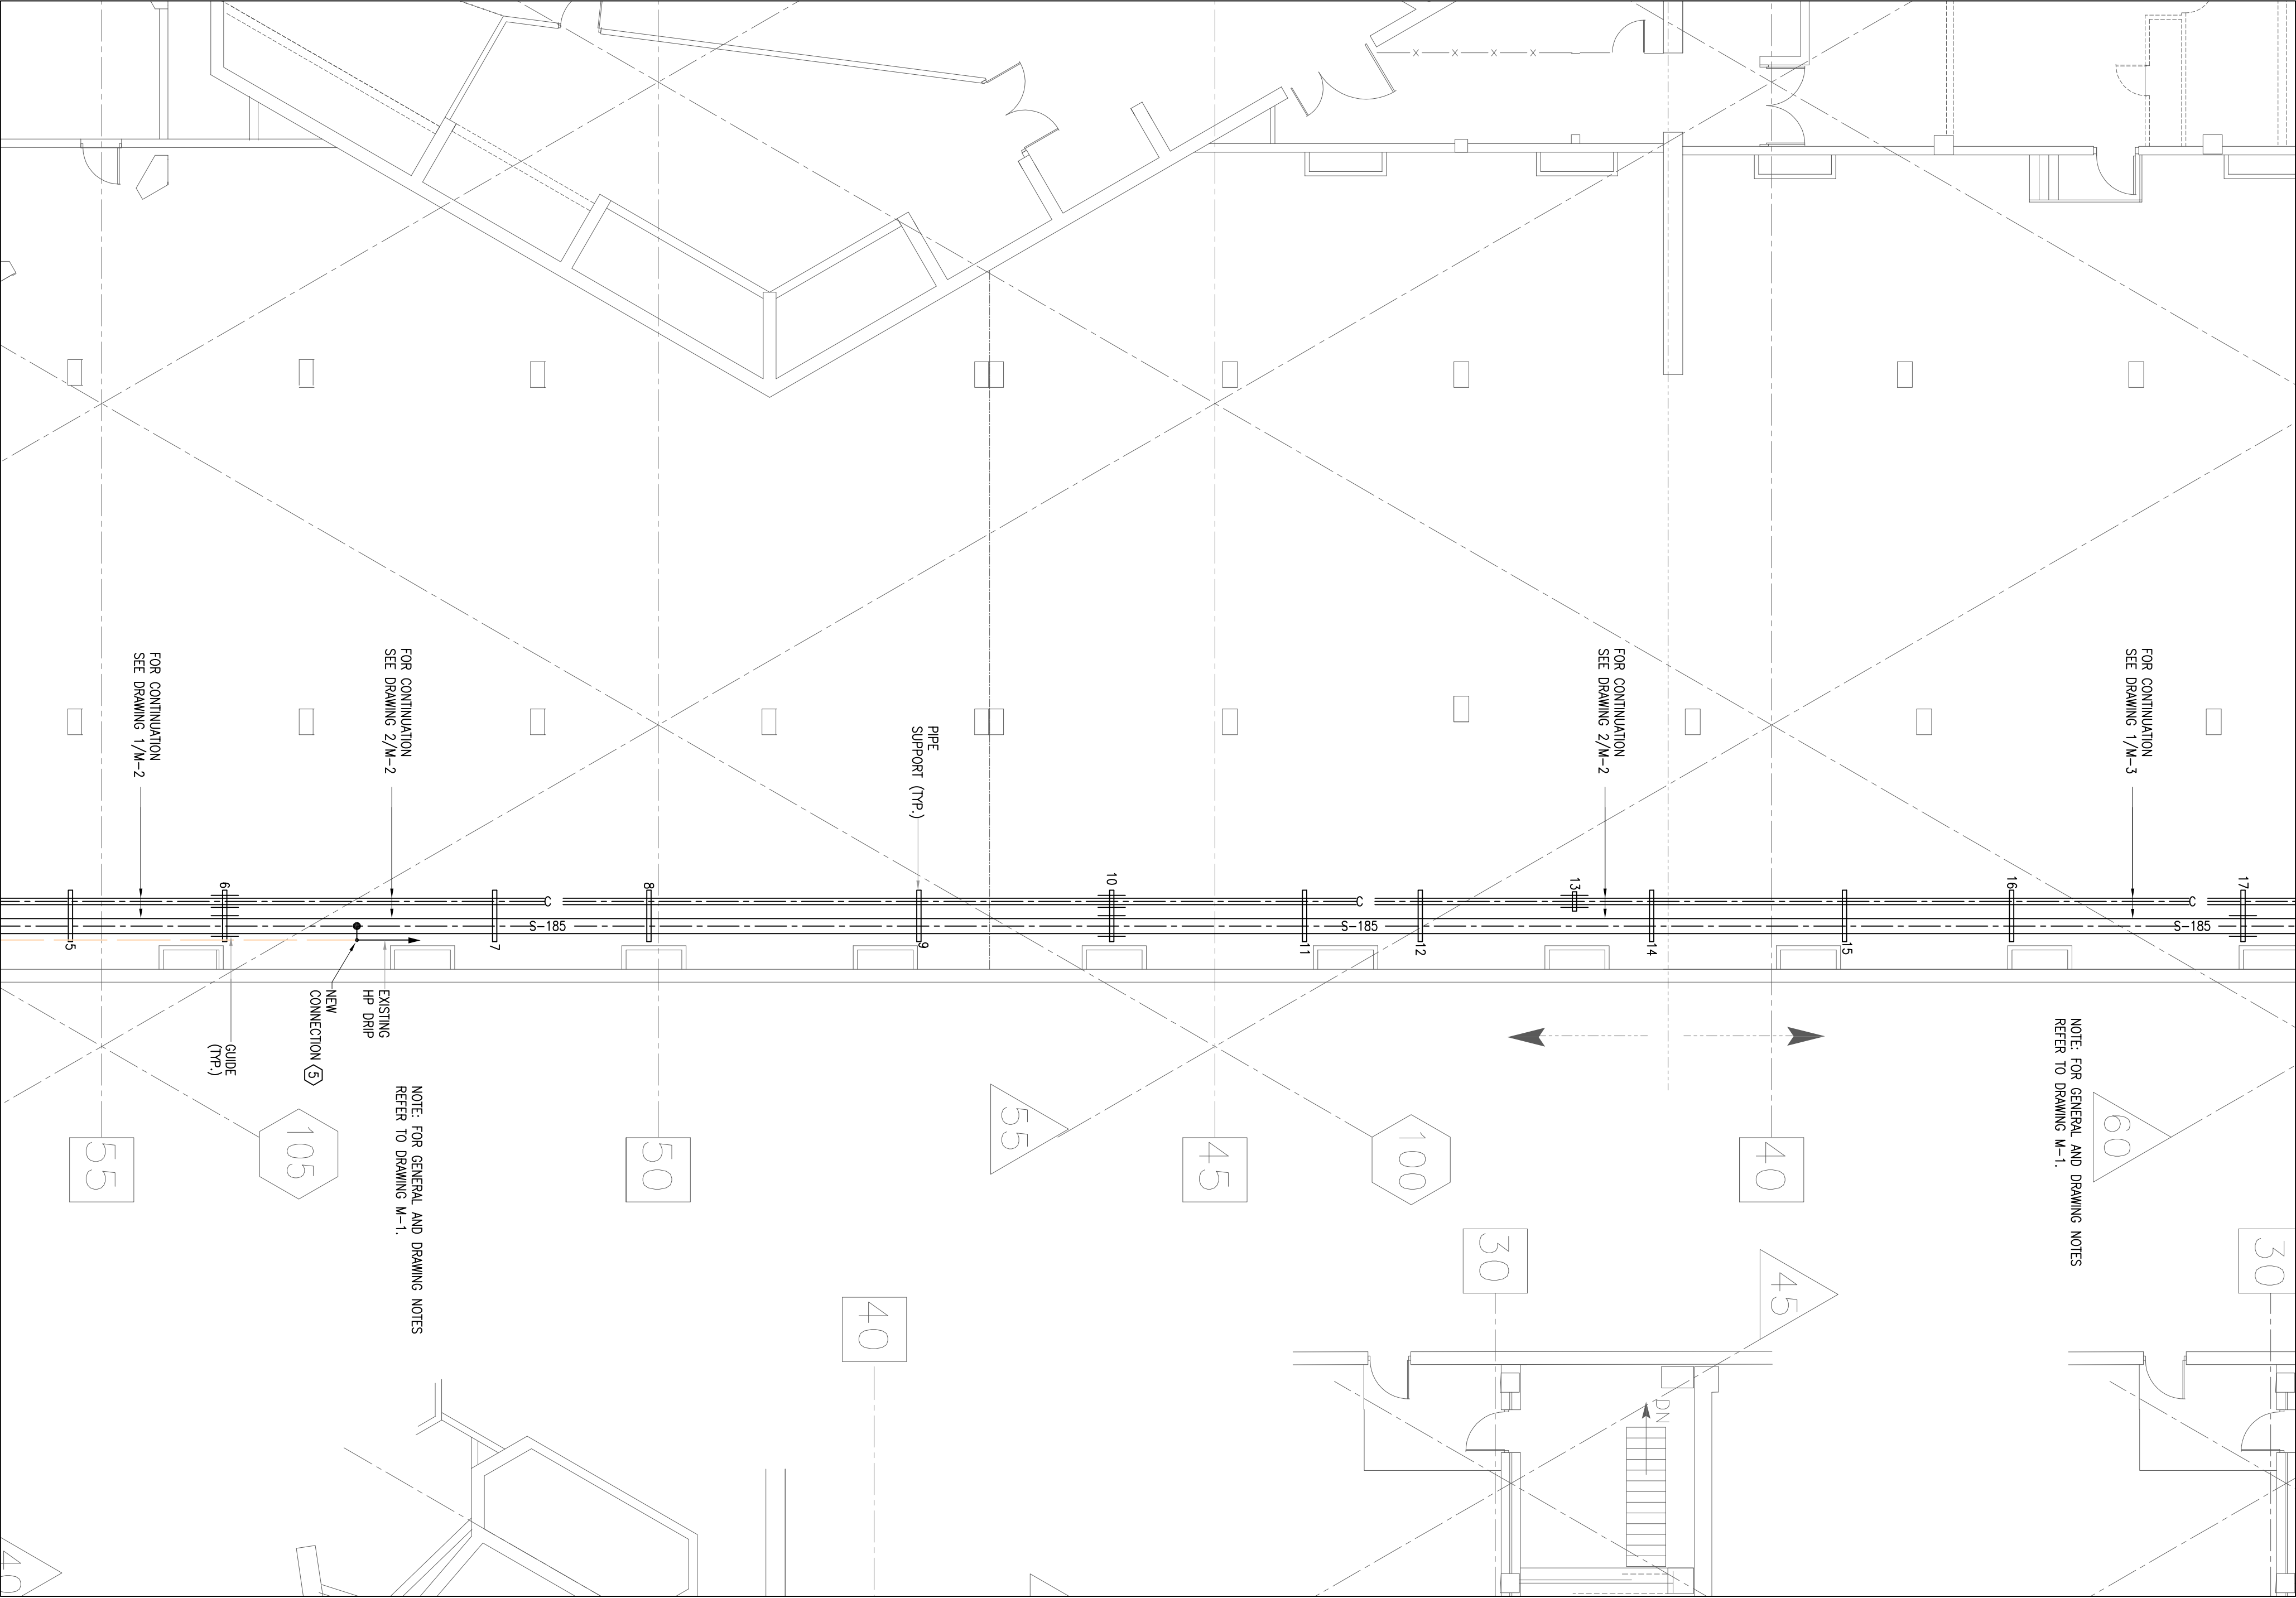 FOR CONTINUATION
SEE DRAWING 1/M-2
FOR CONTINUATION
SEE DRAWING 2/M-2
PIPE
SUPPORT (TYP.)
FOR CONTINUATION
SEE DRAWING 2/M-2
FOR CONTINUATION
SEE DRAWING 1/M-3
5
6
7
8
9
10
11
12
13
14
15
16
17
C
C
C
S-185
S-185
S-185
GUIDE
(TYP.)
NEW
CONNECTION 5
EXISTING
HP DRIP
NOTE: FOR GENERAL AND DRAWING NOTES
REFER TO DRAWING M-1.
NOTE: FOR GENERAL AND DRAWING NOTES
REFER TO DRAWING M-1.
55
105
50
55
45
100
40
60
30
45
30
40
DN
40